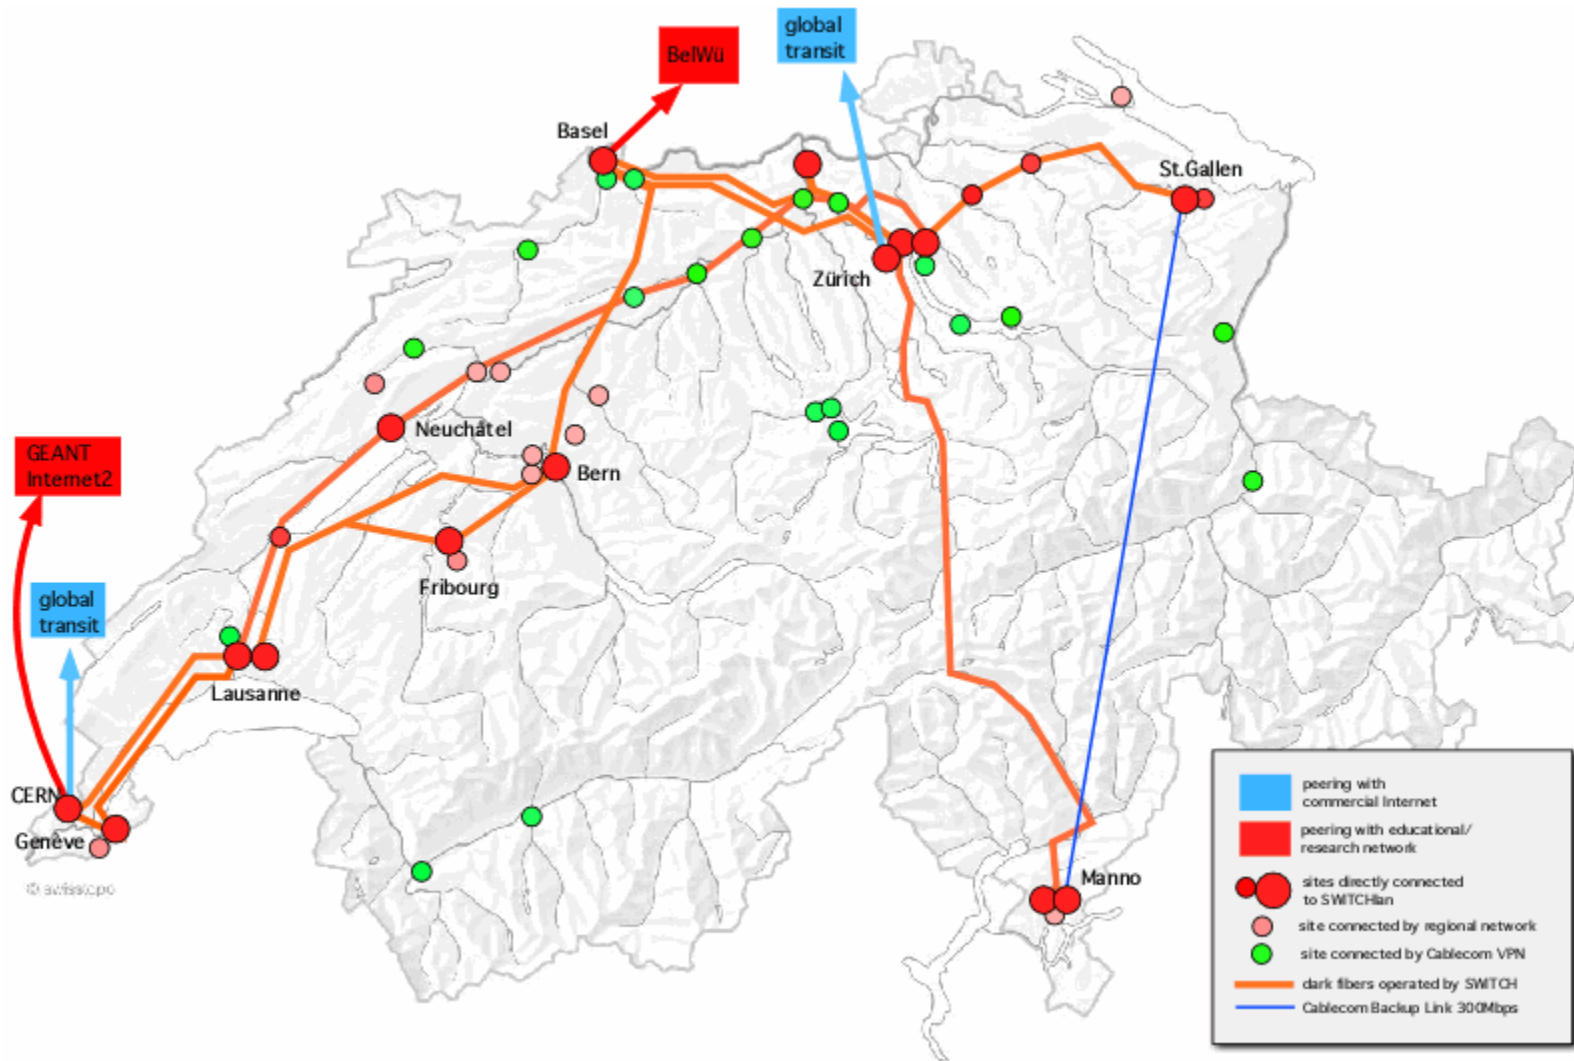 global
transit
BelWü
Basel
St.Gallen
Zürich
Neuchâtel
GEANT
Internet2
Bern
Fribourg
global
transit
Lausanne
CERN
Genève
© swisstopo
Manno
peering with
commercial Internet
peering with educational/
research network
sites directly connected
to SWITCHlan
site connected by regional network
site connected by Cablecom VPN
dark fibers operated by SWITCH
Cablecom Backup Link 300Mbps